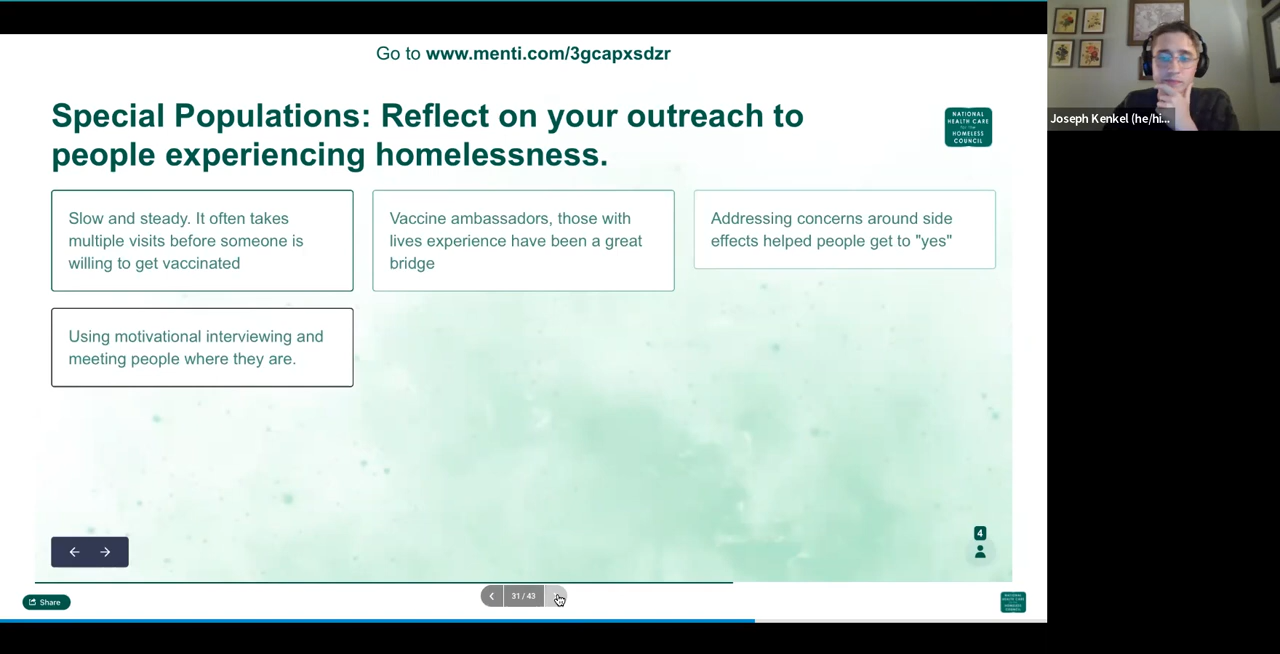 Go to www.menti.com/3gcapxsdzr
Special Populations: Reflect on your outreach to
people experiencing homelessness.
NATIONAL
HEALTH CARE
for the
HOMELESS
COUNCIL
Slow and steady. It often takes
multiple visits before someone is
willing to get vaccinated
Vaccine ambassadors, those with
lives experience have been a great
bridge
Addressing concerns around side
effects helped people get to "yes"
Using motivational interviewing and
meeting people where they are.
4
Share
31 / 43
Joseph Kenkel (he/hi...